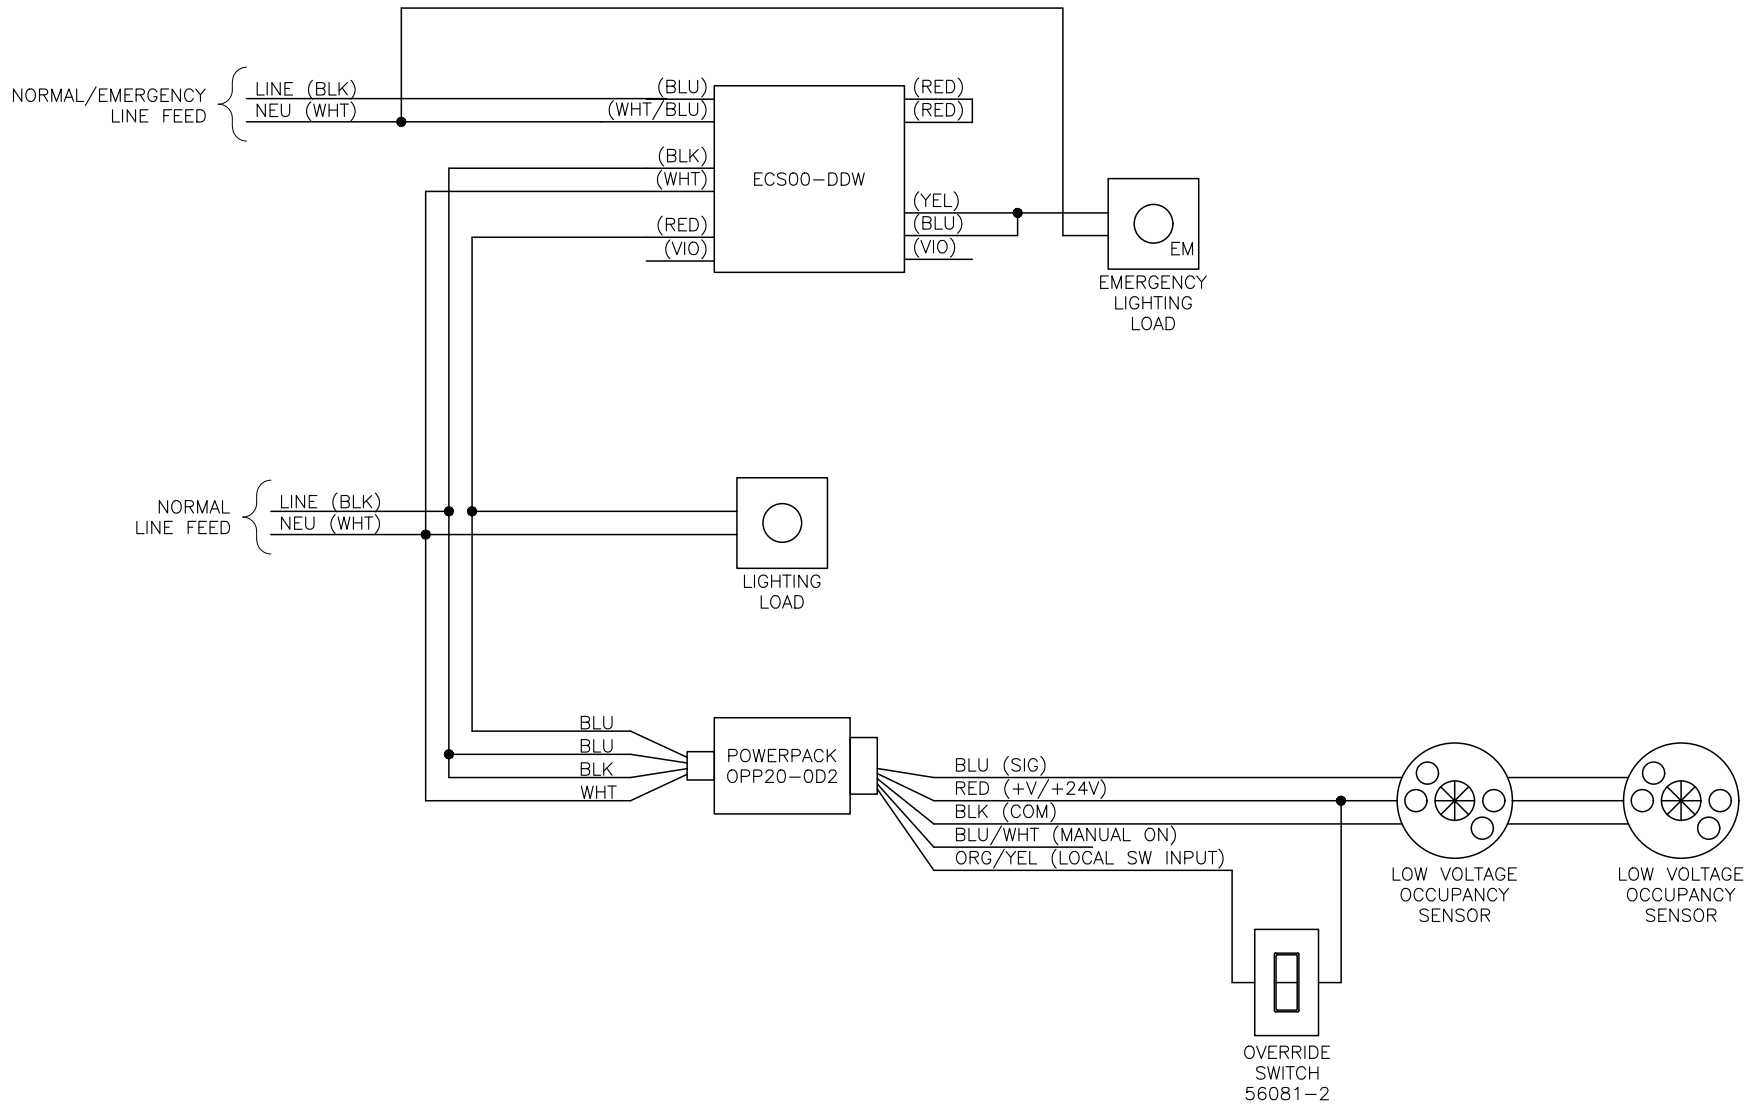 NORMAL/EMERGENCY
LINE FEED
LINE (BLK)
NEU (WHT)
(BLU)
(WHT/BLU)
(BLK)
(WHT)
(RED)
(VIO)
ECS00-DDW
(RED)
(RED)
(YEL)
(BLU)
(VIO)
EM
EMERGENCY
LIGHTING
LOAD
NORMAL
LINE FEED
LINE (BLK)
NEU (WHT)
LIGHTING
LOAD
BLU
BLU
BLK
WHT
POWERPACK
OPP20-0D2
BLU (SIG)
RED (+V/+24V)
BLK (COM)
BLU/WHT (MANUAL ON)
ORG/YEL (LOCAL SW INPUT)
LOW VOLTAGE
OCCUPANCY
SENSOR
LOW VOLTAGE
OCCUPANCY
SENSOR
OVERRIDE
SWITCH
56081-2